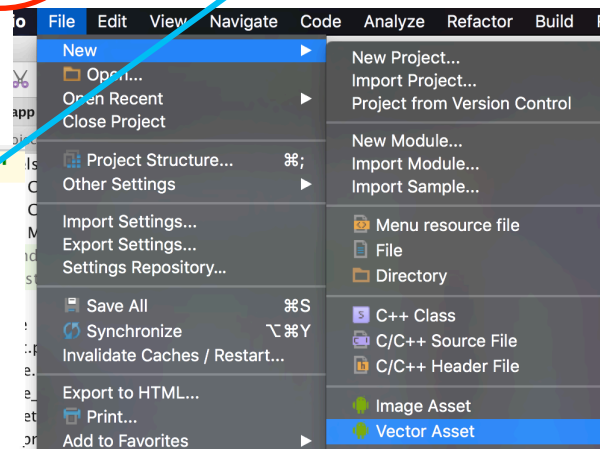 io File Edit View Navigate Code Analyze Refactor Build
New
Open...
Open Recent
Close Project
Project Structure... ⌘;
Other Settings
Import Settings...
Export Settings...
Settings Repository...
Save All ⌘S
Synchronize ⌥⌘Y
Invalidate Caches / Restart...
Export to HTML...
Print...
Add to Favorites
New Project...
Import Project...
Project from Version Control
New Module...
Import Module...
Import Sample...
Menu resource file
File
Directory
C++ Class
C/C++ Source File
C/C++ Header File
Image Asset
Vector Asset
app